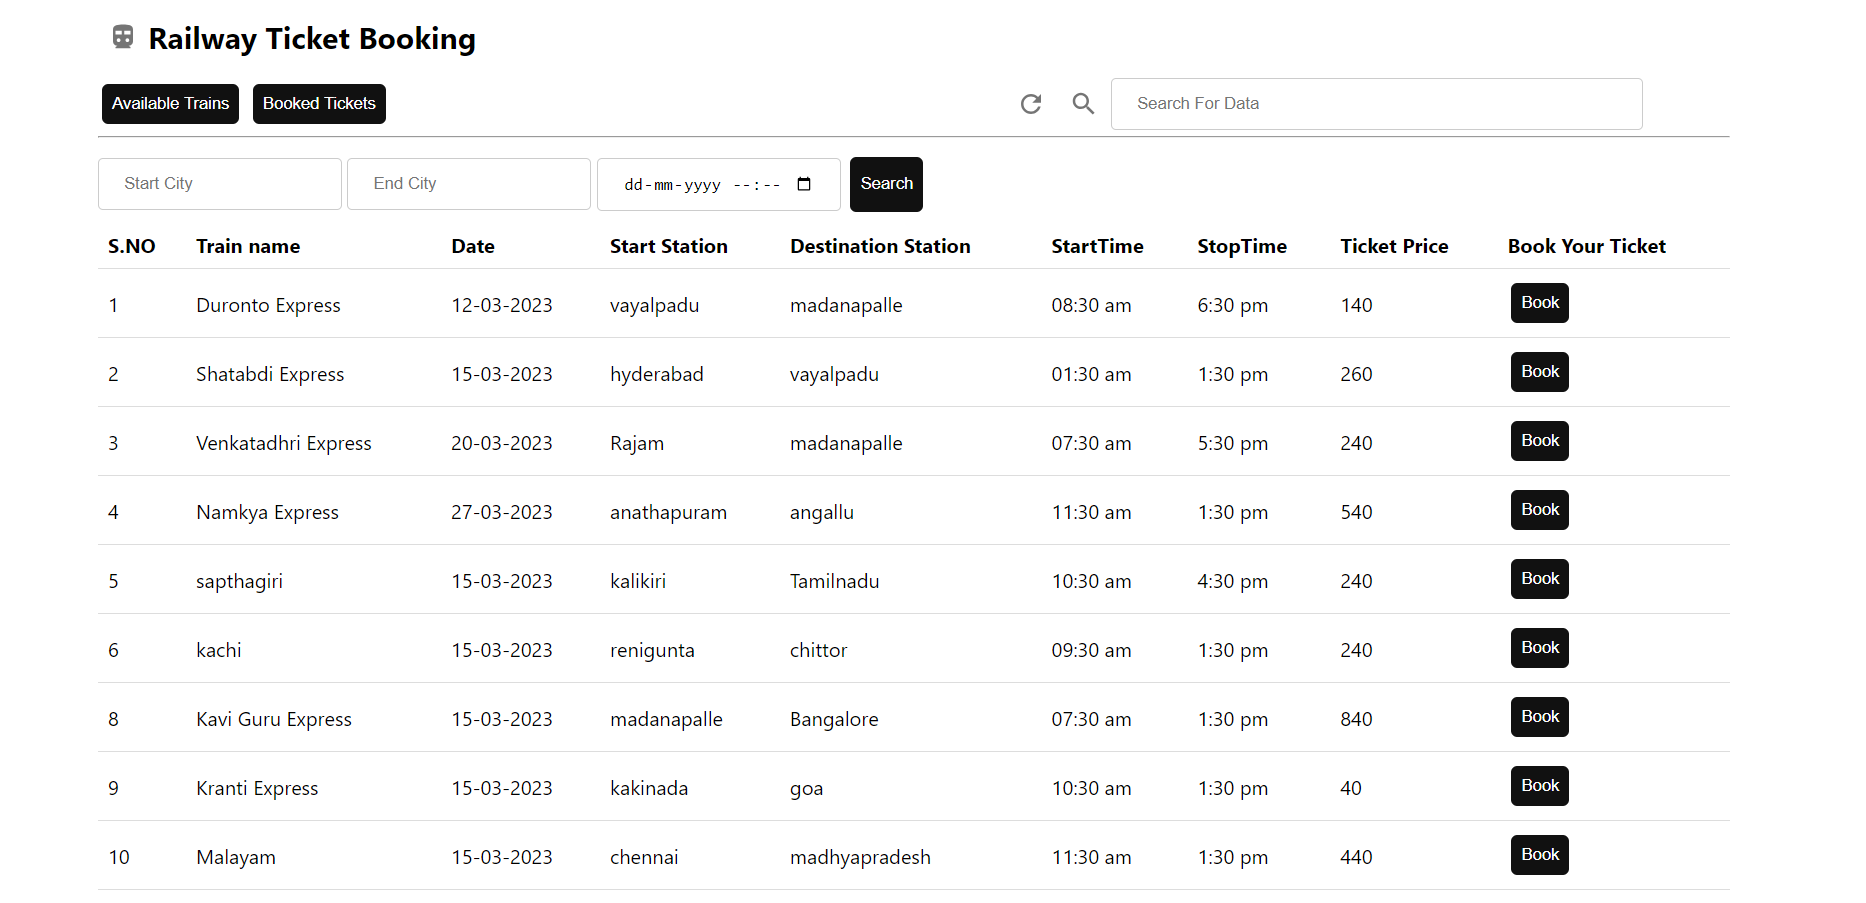 Railway Ticket Booking
Available Trains Booked Tickets Search For Data
Start City End City dd-mm-yyyy --:-- Search
S.NO Train name Date Start Station Destination Station StartTime StopTime Ticket Price Book Your Ticket
1 Duronto Express 12-03-2023 vayalpadu madanapalle 08:30 am 6:30 pm 140 Book
2 Shatabdi Express 15-03-2023 hyderabad vayalpadu 01:30 am 1:30 pm 260 Book
3 Venkatadhri Express 20-03-2023 Rajam madanapalle 07:30 am 5:30 pm 240 Book
4 Namkya Express 27-03-2023 anathapuram angallu 11:30 am 1:30 pm 540 Book
5 sapthagiri 15-03-2023 kalikiri Tamilnadu 10:30 am 4:30 pm 240 Book
6 kachi 15-03-2023 renigunta chittor 09:30 am 1:30 pm 240 Book
8 Kavi Guru Express 15-03-2023 madanapalle Bangalore 07:30 am 1:30 pm 840 Book
9 Kranti Express 15-03-2023 kakinada goa 10:30 am 1:30 pm 40 Book
10 Malayam 15-03-2023 chennai madhyapradesh 11:30 am 1:30 pm 440 Book